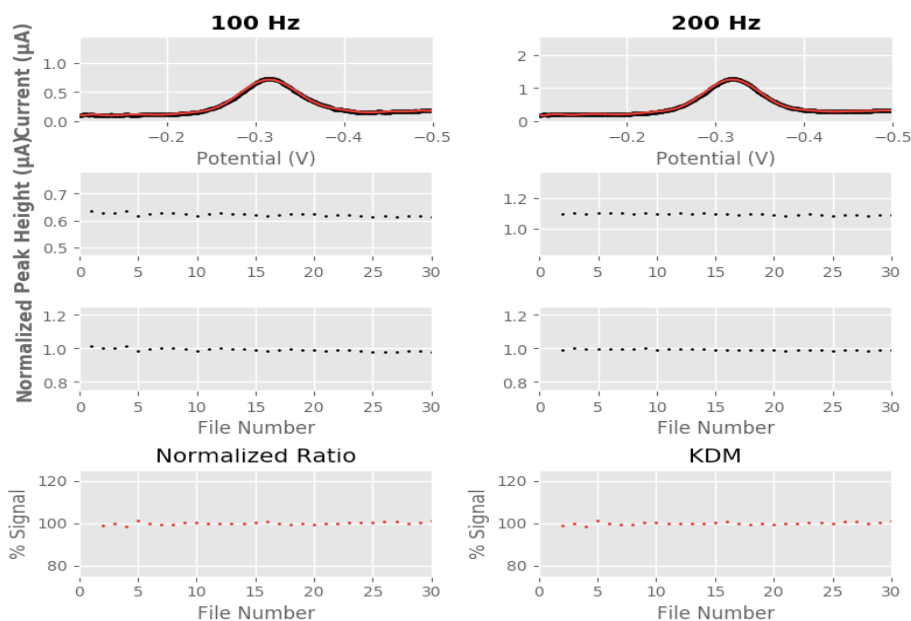 100 Hz
200 Hz
Current (µA)
1.0
0.5
0.0
−0.2 −0.3 −0.4 −0.5
Potential (V)
2
1
0
−0.2 −0.3 −0.4 −0.5
Potential (V)
Peak Height (µA)
0.7
0.6
0.5
0 5 10 15 20 25 30
1.2
1.0
0 5 10 15 20 25 30
Normalized
1.2
1.0
0.8
0 5 10 15 20 25 30
File Number
1.2
1.0
0.8
0 5 10 15 20 25 30
File Number
Normalized Ratio
% Signal
120
100
80
0 5 10 15 20 25 30
File Number
KDM
% Signal
120
100
80
0 5 10 15 20 25 30
File Number